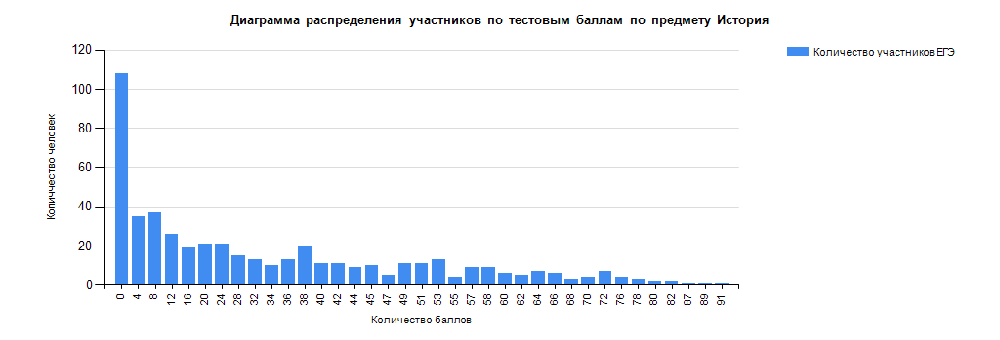 Диаграмма распределения участников по тестовым баллам по предмету История
Количество участников ЕГЭ
Количчество человек
120
100
80
60
40
20
0
0 4 8 12 16 20 24 28 32 34 36 38 40 42 44 45 47 49 51 53 55 57 58 60 62 64 66 68 70 72 76 78 80 82 87 89 91
Количество баллов